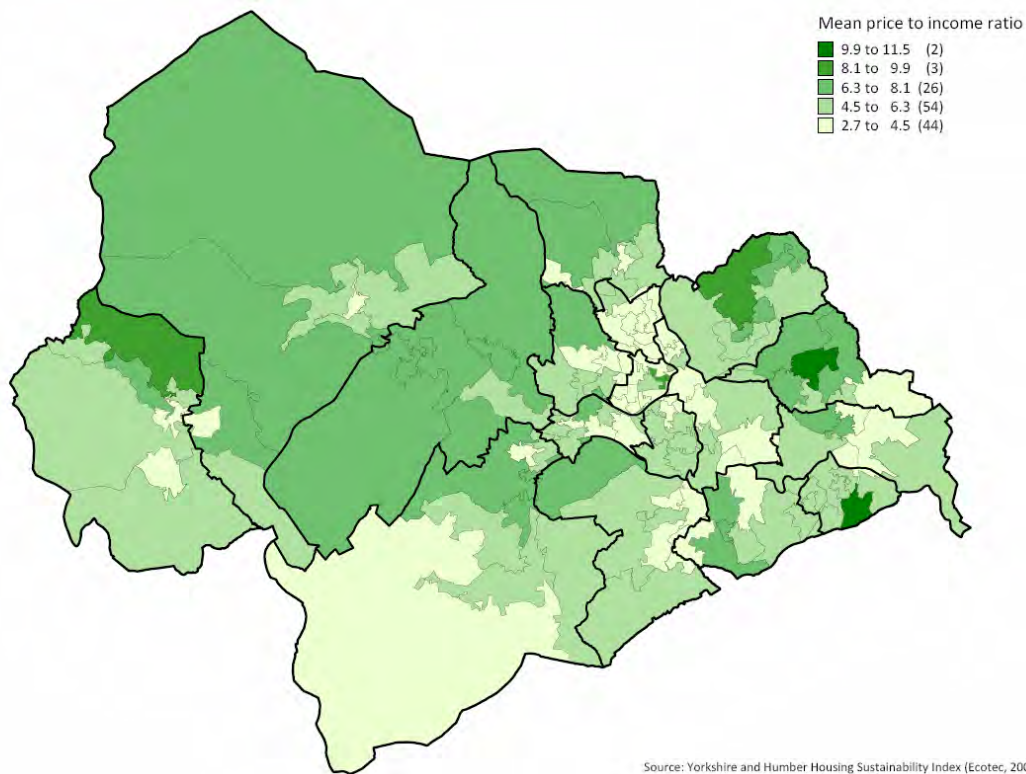 Mean price to income ratio
9.9 to 11.5 (2)
8.1 to 9.9 (3)
6.3 to 8.1 (26)
4.5 to 6.3 (54)
2.7 to 4.5 (44)
Source: Yorkshire and Humber Housing Sustainability Index (Ecotec,